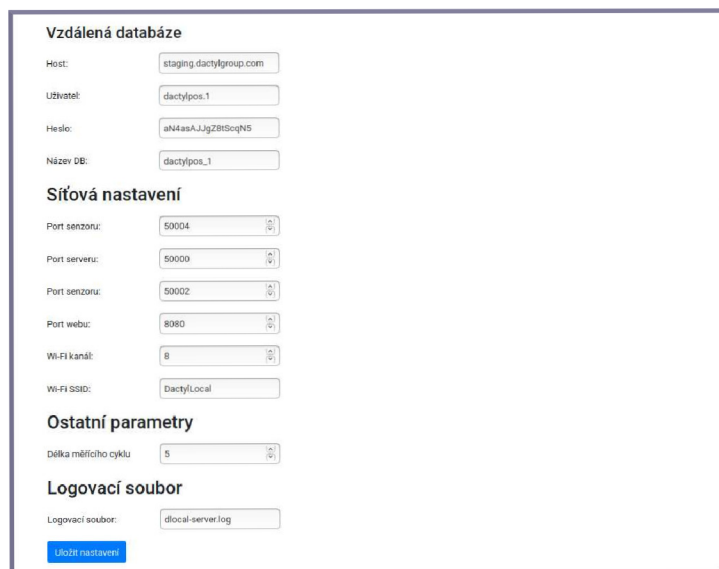 Vzdálená databáze
Host: staging.dactylgroup.com
Uživatel: dactylpos.1
Heslo: aN4asAJJgZBtScqN5
Název DB: dactylpos_1
Síťová nastavení
Port senzoru: 50004
Port serveru: 50000
Port senzoru: 50002
Port webu: 8080
Wi-Fi kanál: 8
Wi-Fi SSID: DactylLocal
Ostatní parametry
Délka měřícího cyklu 5
Logovací soubor
Logovací soubor: dlocal-server.log
Uložit nastavení